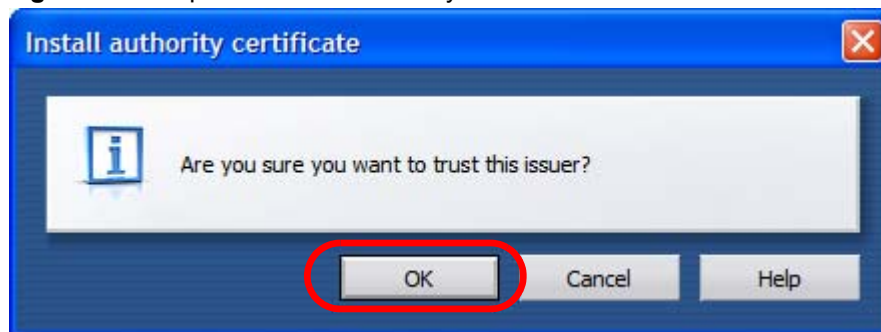 Install authority certificate
Are you sure you want to trust this issuer?
OK Cancel Help